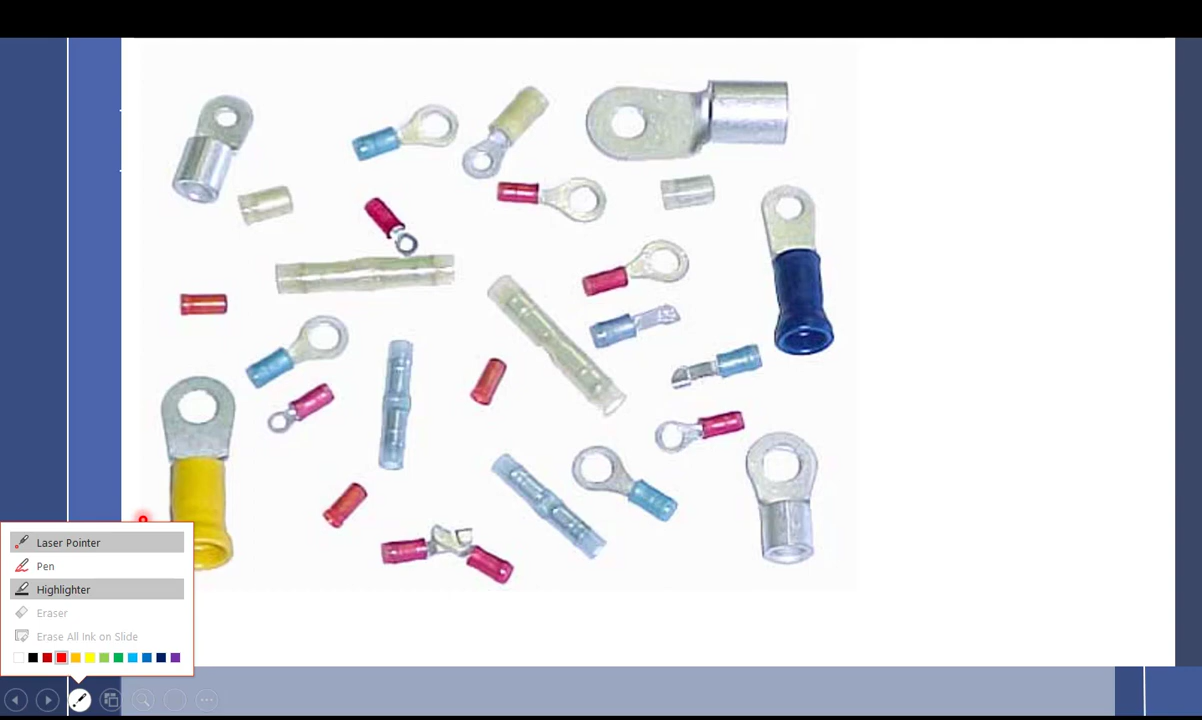 Laser Pointer
Pen
Highlighter
Eraser
Erase All Ink on Slide